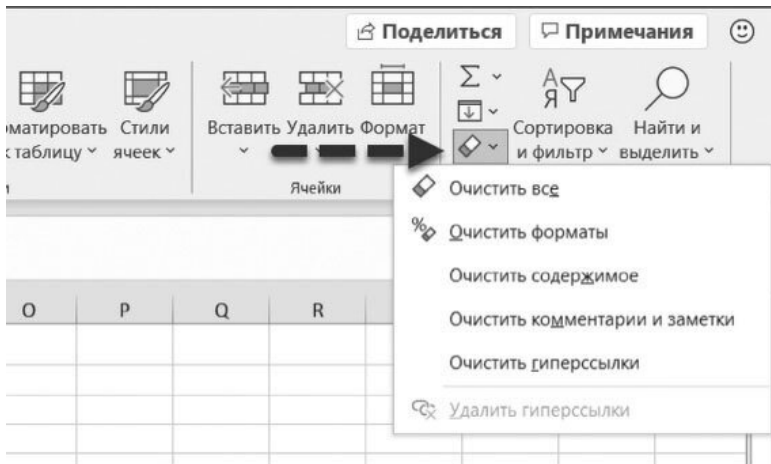 Поделиться Примечания
матировать Стили Вставить Удалить Формат Сортировка Найти и
таблицу ячеек и фильтр выделить
Ячейки
Очистить все
Очистить форматы
Очистить содержимое
Очистить комментарии и заметки
Очистить гиперссылки
Удалить гиперссылки
O P Q R